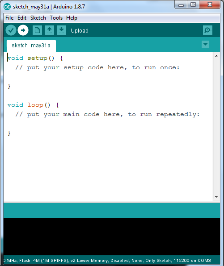 sketch_may31a | Arduino 1.8.7
File Edit Sketch Tools Help
Upload
sketch_may31a
void setup() {
// put your setup code here, to run once:
}
void loop() {
// put your main code here, to run repeatedly:
}